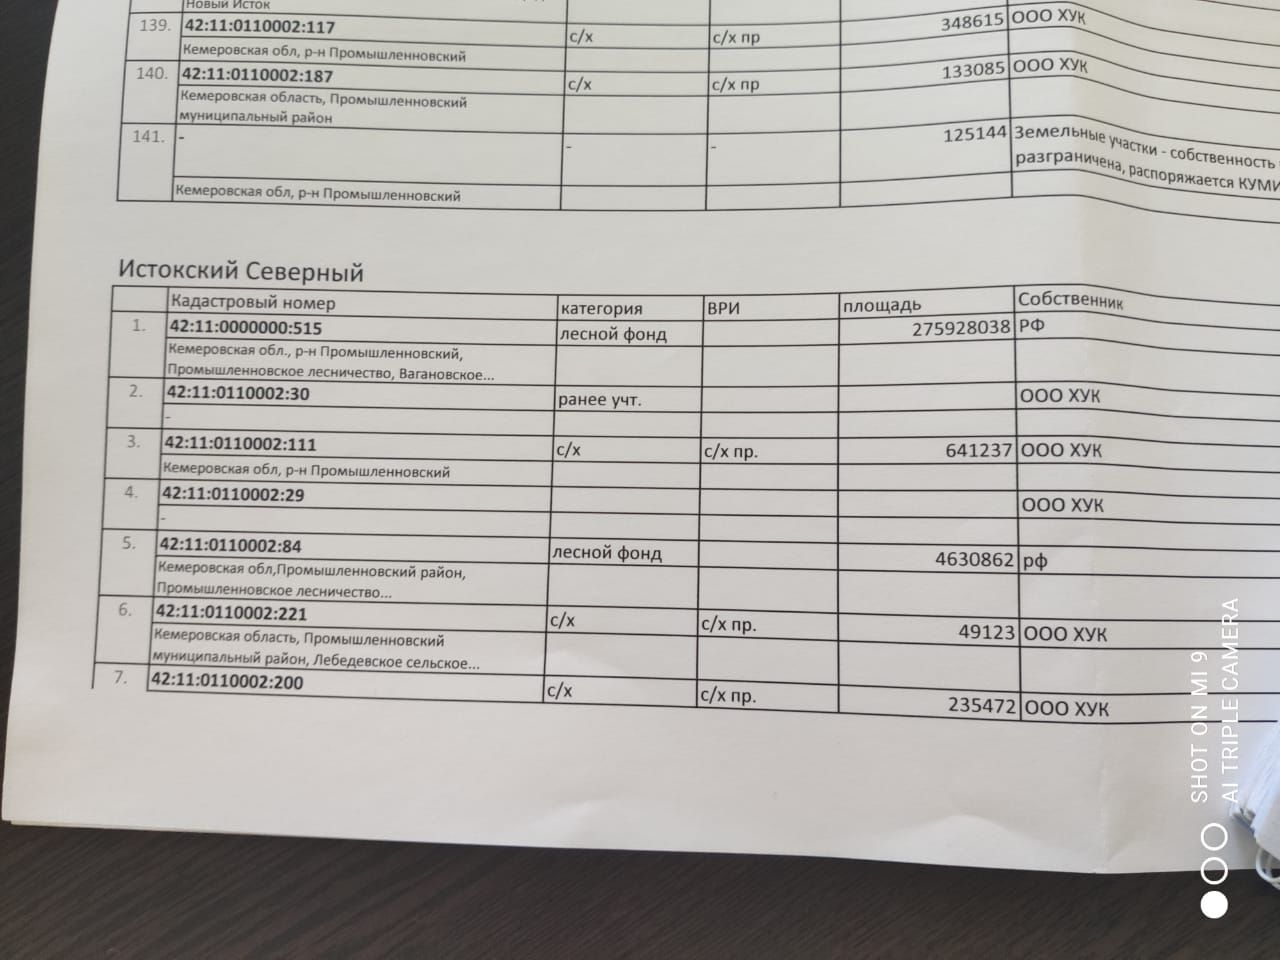 Новый Исток
139. 42:11:0110002:117 с/х с/х пр 348615 ООО ХУК
Кемеровская обл, р-н Промышленновский
140. 42:11:0110002:187 с/х с/х пр 133085 ООО ХУК
Кемеровская область, Промышленновский
муниципальный район
141. - - - 125144 Земельные участки - собственность
разграничена, распоряжается КУМИ
Кемеровская обл, р-н Промышленновский
Истокский Северный
Кадастровый номер категория ВРИ площадь Собственник
1. 42:11:0000000:515 лесной фонд 275928038 РФ
Кемеровская обл., р-н Промышленновский,
Промышленновское лесничество, Вагановское...
2. 42:11:0110002:30 ранее учт. ООО ХУК
-
3. 42:11:0110002:111 с/х с/х пр. 641237 ООО ХУК
Кемеровская обл, р-н Промышленновский
4. 42:11:0110002:29 ООО ХУК
-
5. 42:11:0110002:84 лесной фонд 4630862 рф
Кемеровская обл,Промышленновский район,
Промышленновское лесничество...
6. 42:11:0110002:221 с/х с/х пр. 49123 ООО ХУК
Кемеровская область, Промышленновский
муниципальный район, Лебедевское сельское...
7. 42:11:0110002:200 с/х с/х пр. 235472 ООО ХУК
SHOT ON MI 9
AI TRIPLE CAMERA